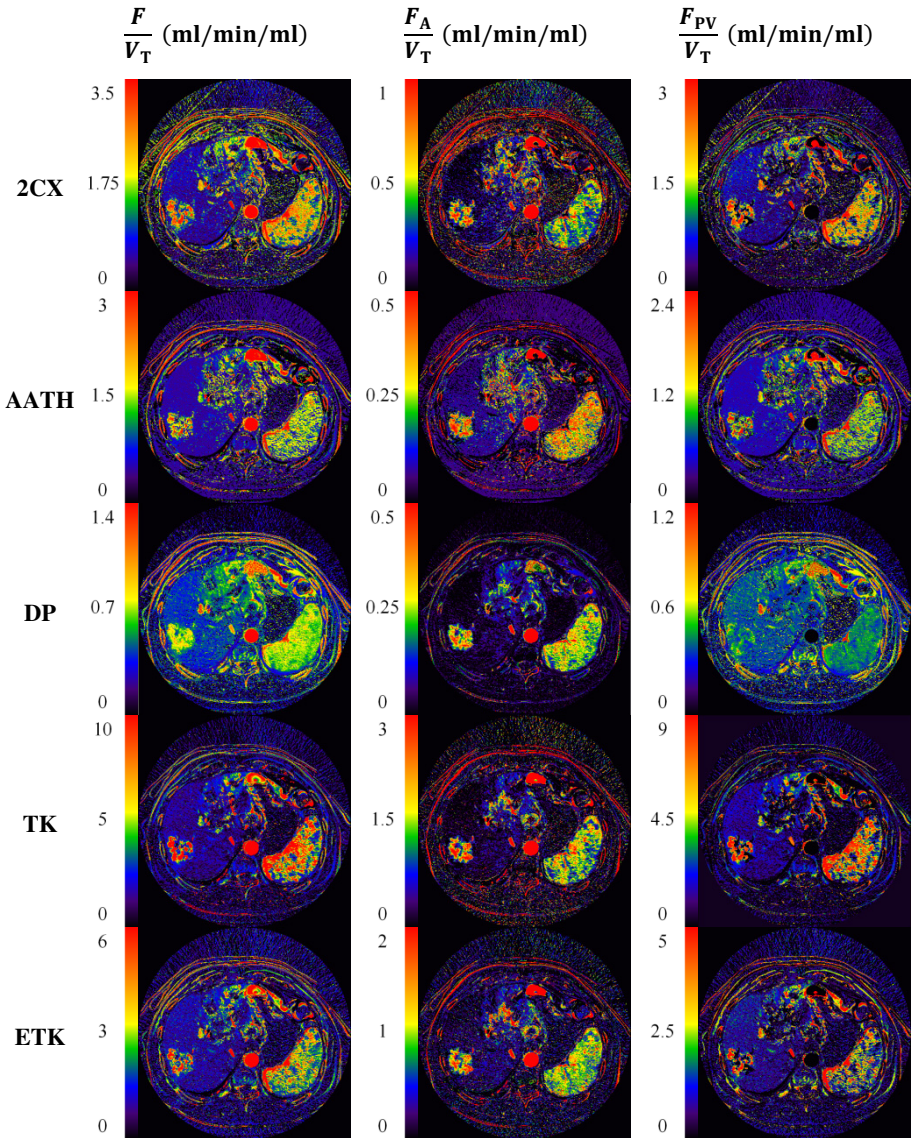 F/V_T (ml/min/ml) F_A/V_T (ml/min/ml) F_PV/V_T (ml/min/ml)
3.5 1 3
2CX 1.75 0.5 1.5
0 0 0
3 0.5 2.4
AATH 1.5 0.25 1.2
0 0 0
1.4 0.5 1.2
DP 0.7 0.25 0.6
0 0 0
10 3 9
TK 5 1.5 4.5
0 0 0
6 2 5
ETK 3 1 2.5
0 0 0